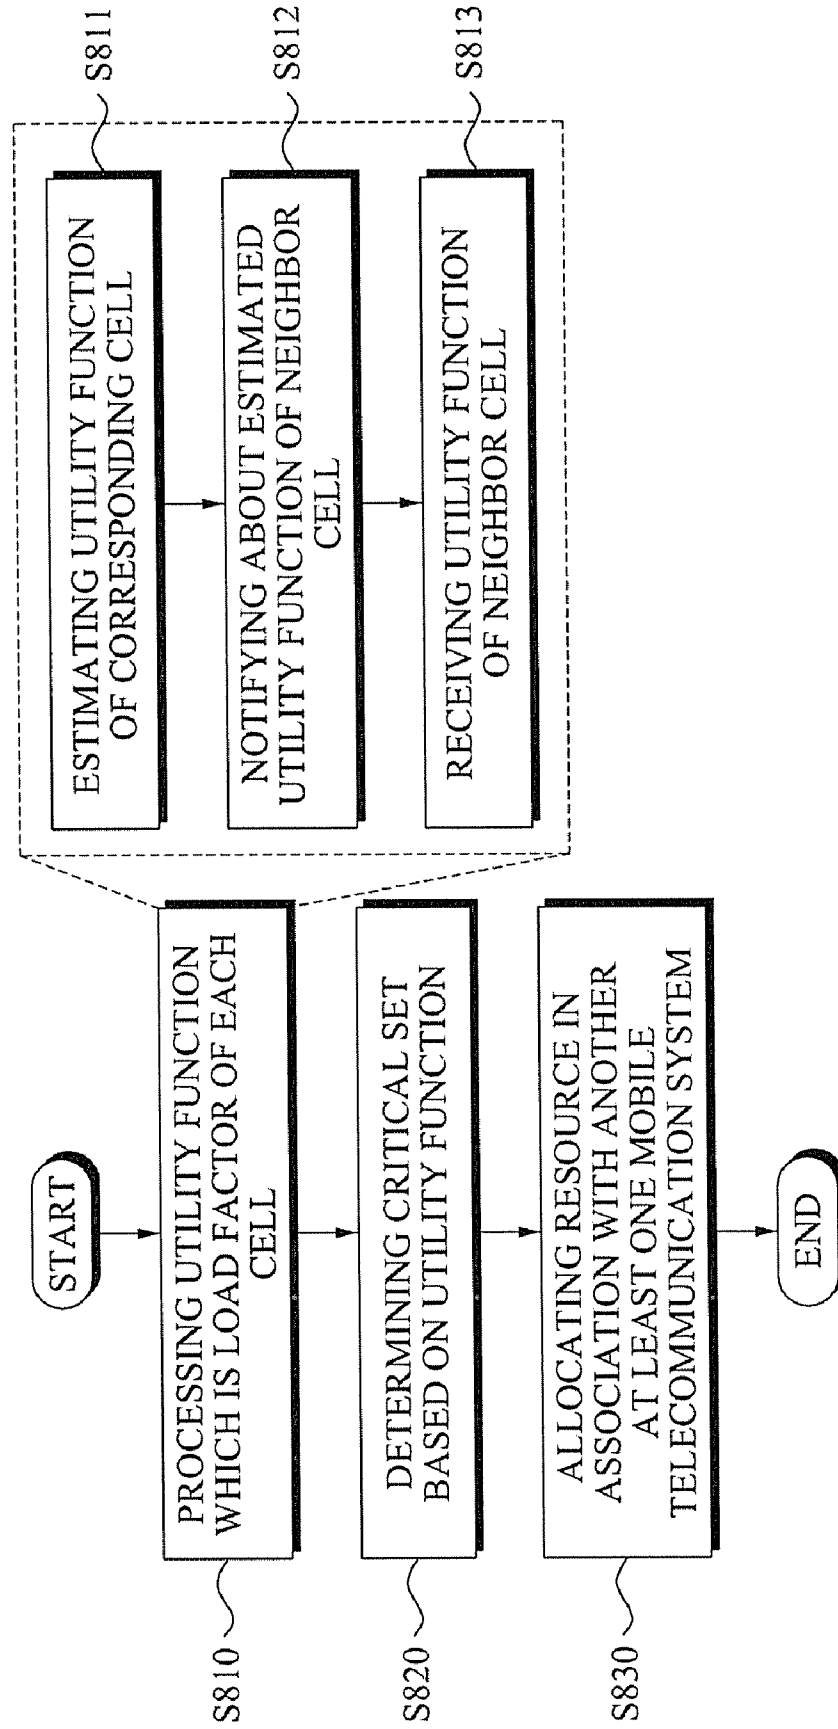 START
S810
PROCESSING UTILITY FUNCTION
WHICH IS LOAD FACTOR OF EACH
CELL
S820
DETERMINING CRITICAL SET
BASED ON UTILITY FUNCTION
S830
ALLOCATING RESOURCE IN
ASSOCIATION WITH ANOTHER
AT LEAST ONE MOBILE
TELECOMMUNICATION SYSTEM
END
ESTIMATING UTILITY FUNCTION
OF CORRESPONDING CELL
S811
NOTIFYING ABOUT ESTIMATED
UTILITY FUNCTION OF NEIGHBOR
CELL
S812
RECEIVING UTILITY FUNCTION
OF NEIGHBOR CELL
S813